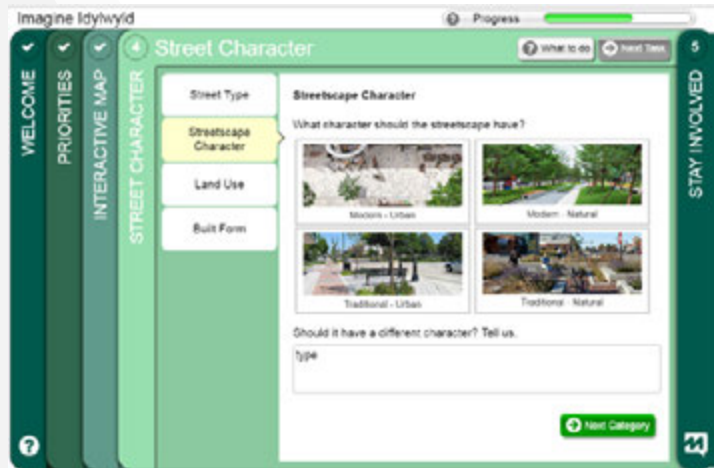 Imagine Idylwyld
? Progress
WELCOME
PRIORITIES
INTERACTIVE MAP
4 Street Character
STREET CHARACTER
? What to do
Next Task
5
STAY INVOLVED
Street Type
Streetscape
Character
Land Use
Built Form
Streetscape Character
What character should the streetscape have?
Modern - Urban
Modern - Natural
Traditional - Urban
Traditional - Natural
Should it have a different character? Tell us.
type
Next Category
?